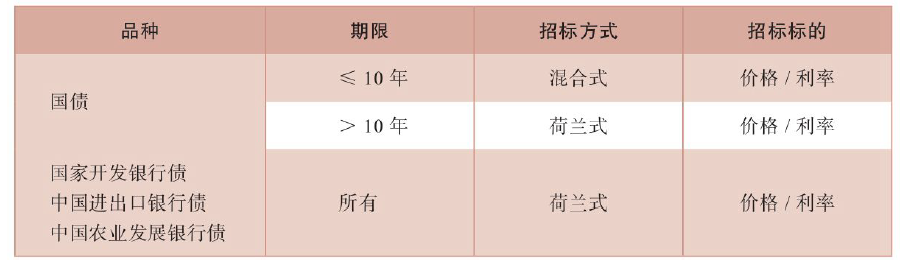 品种 期限 招标方式 招标标的
国债 ≤ 10 年 混合式 价格 / 利率
> 10 年 荷兰式 价格 / 利率
国家开发银行债
中国进出口银行债 所有 荷兰式 价格 / 利率
中国农业发展银行债